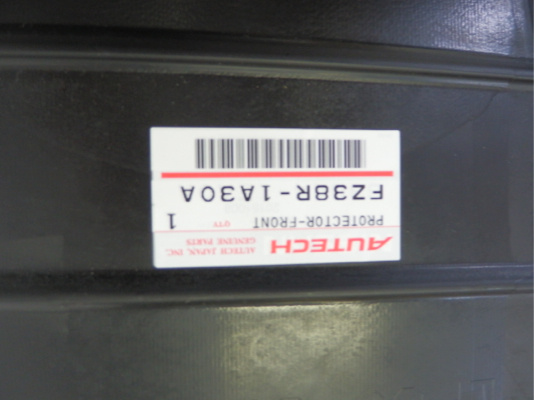 AUTECH AUTECH JAPAN, INC.
GENUINE PARTS
PROTECTOR-FRONT QTY 1
FZ38R-1A30A